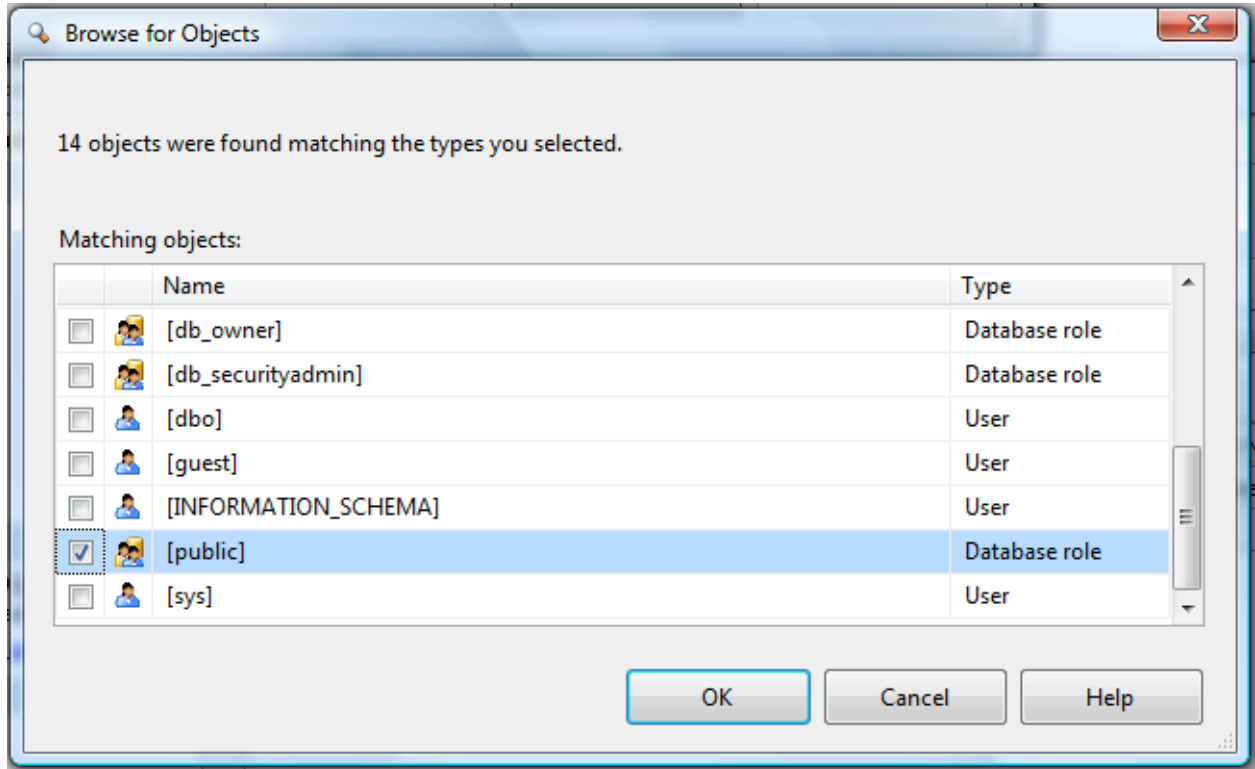 Browse for Objects
14 objects were found matching the types you selected.
Matching objects:
Name Type
[db_owner] Database role
[db_securityadmin] Database role
[dbo] User
[guest] User
[INFORMATION_SCHEMA] User
[public] Database role
[sys] User
OK Cancel Help